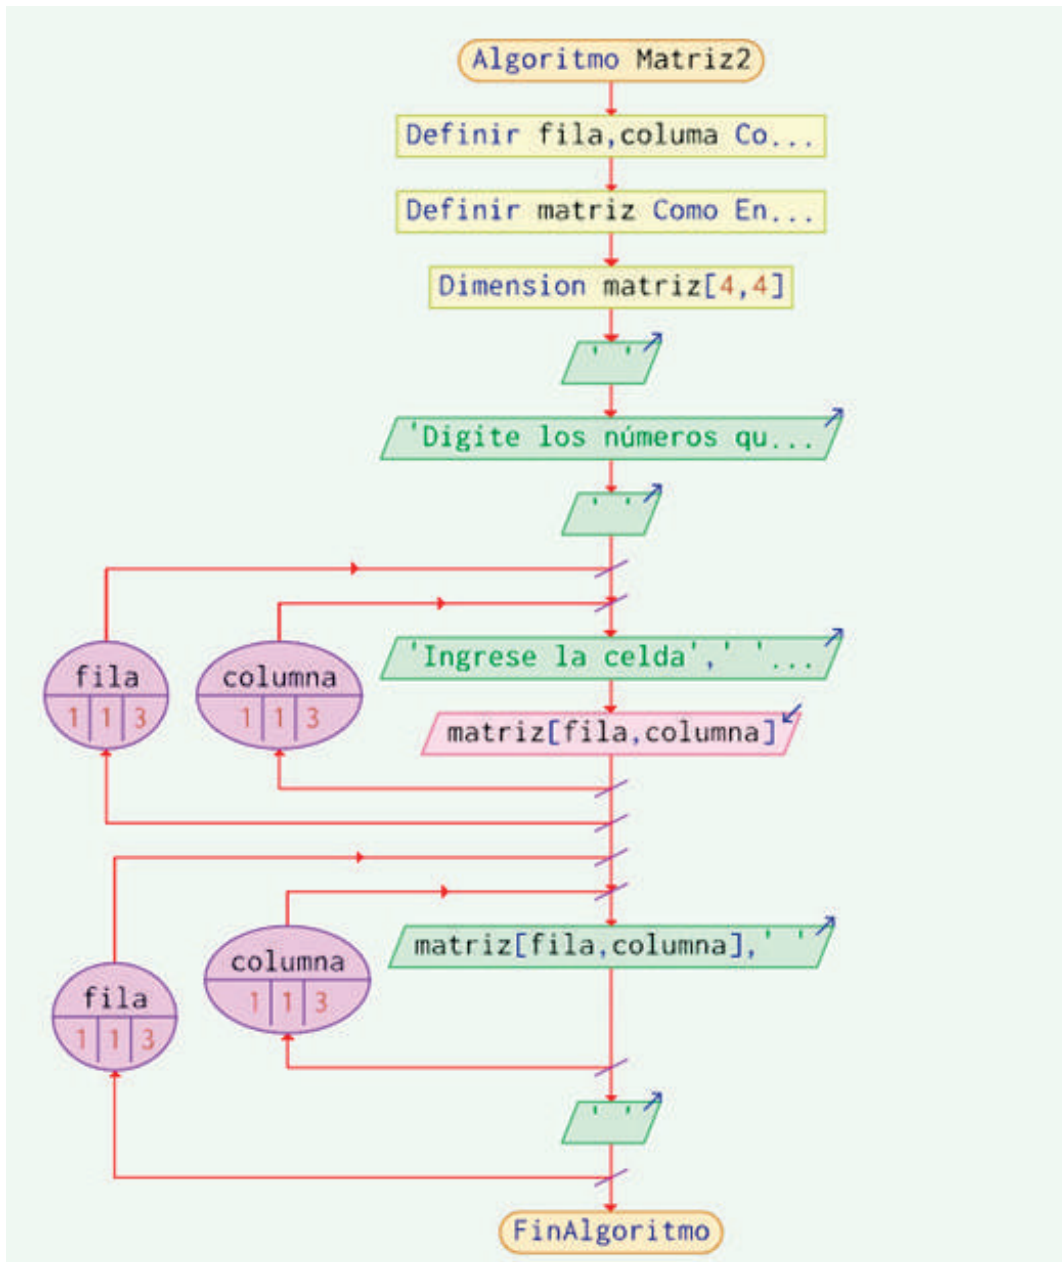 Algoritmo Matriz2
Definir fila,columa Co...
Definir matriz Como En...
Dimension matriz[4,4]
' '
'Digite los números qu...
' '
'Ingrese la celda',' '...
fila
1 1 3
columna
1 1 3
matriz[fila,columna]
matriz[fila,columna],' '
columna
1 1 3
fila
1 1 3
' '
FinAlgoritmo